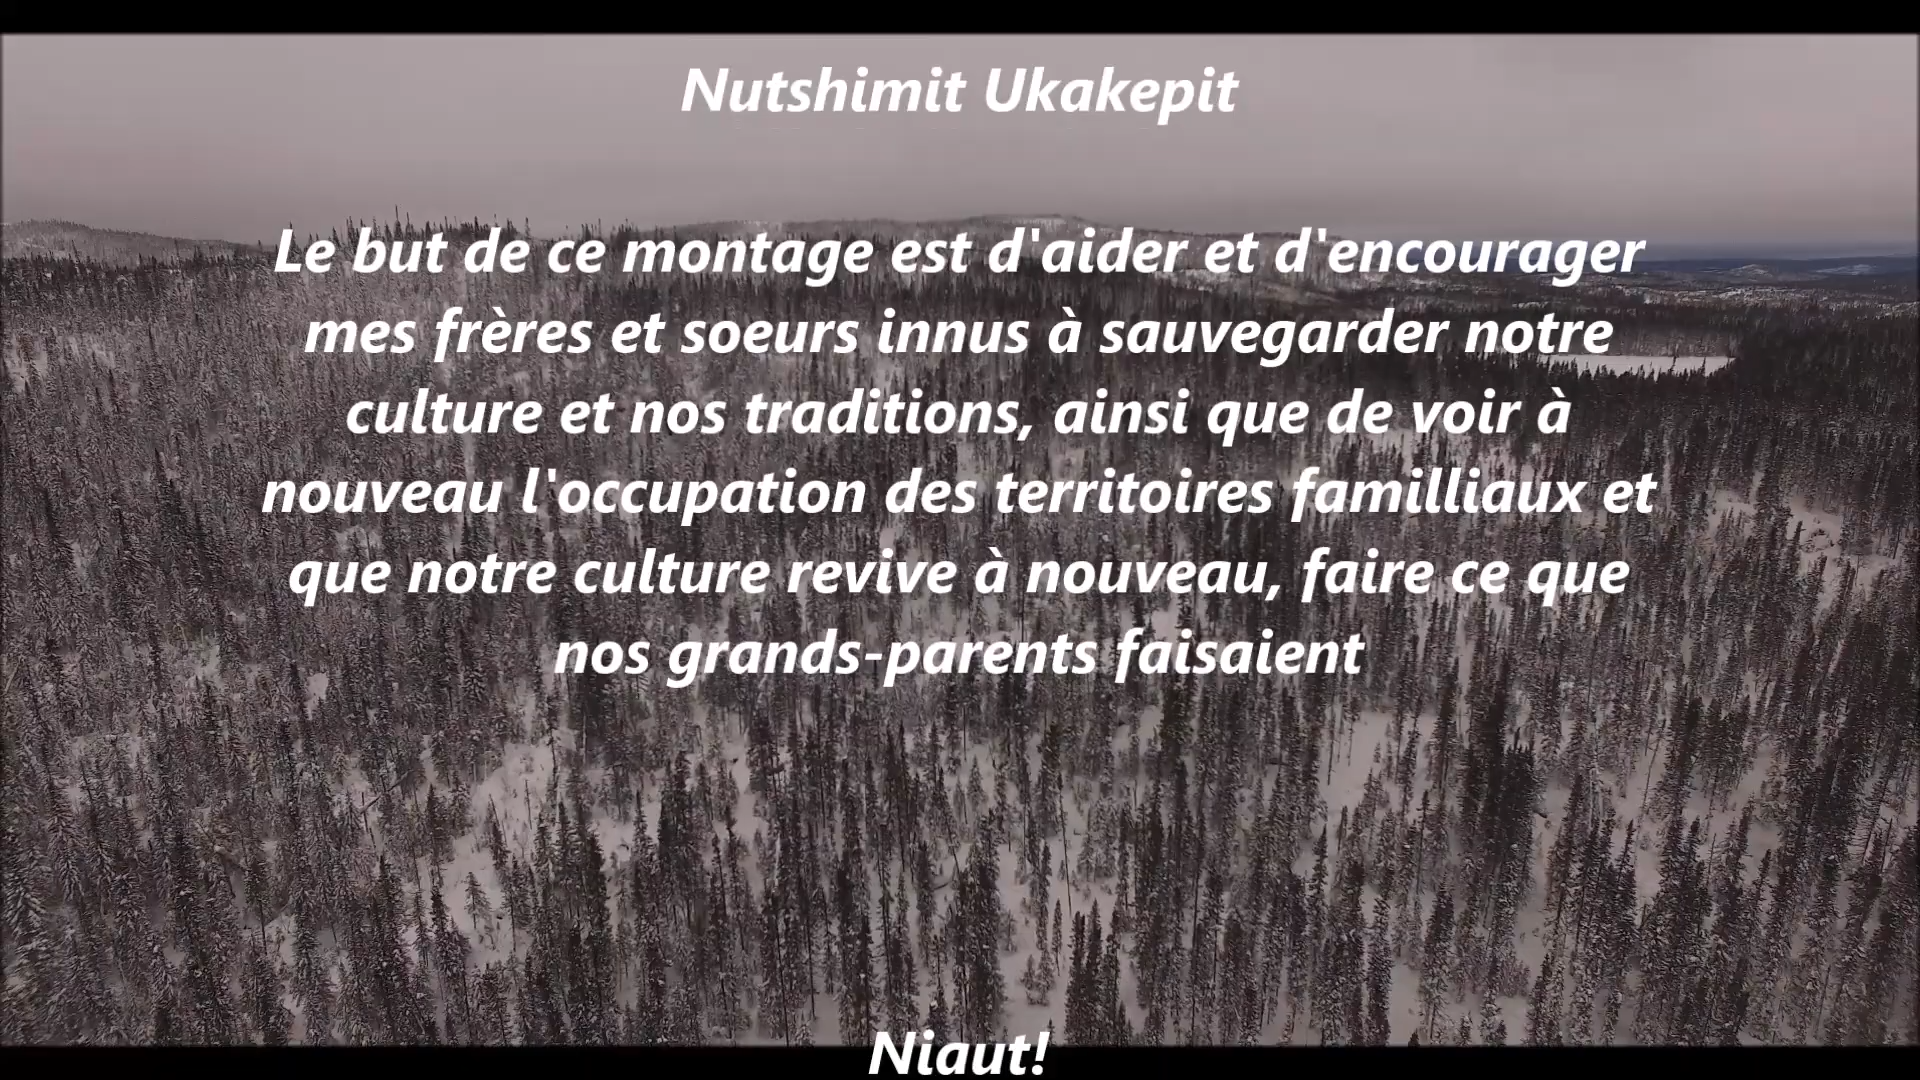 Nutshimit Ukakepit
Le but de ce montage est d'aider et d'encourager
mes frères et soeurs innus à sauvegarder notre
culture et nos traditions, ainsi que de voir à
nouveau l'occupation des territoires familliaux et
que notre culture revive à nouveau, faire ce que
nos grands-parents faisaient
Niaut!